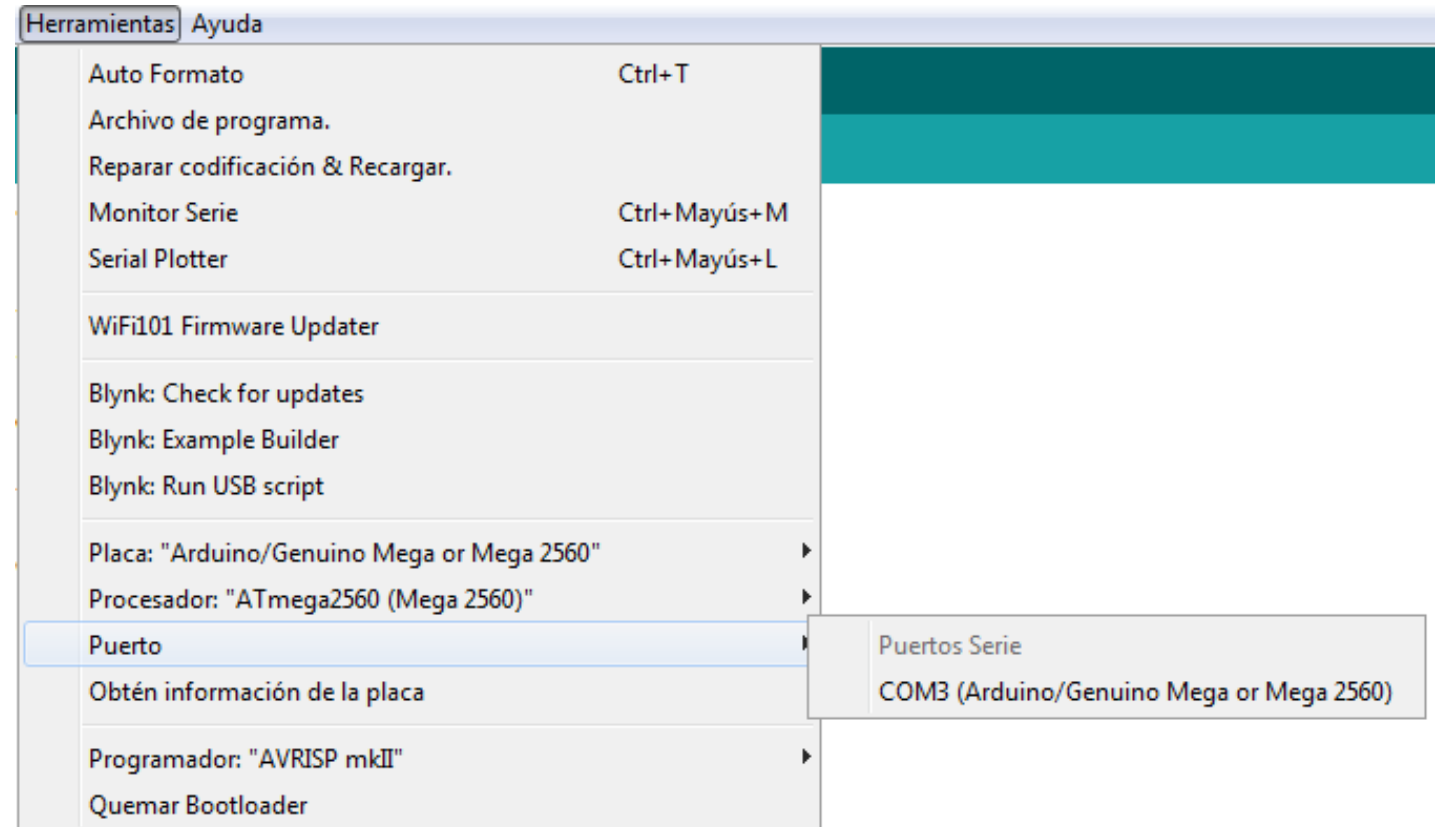 Herramientas Ayuda
Auto Formato Ctrl+T
Archivo de programa.
Reparar codificación & Recargar.
Monitor Serie Ctrl+Mayús+M
Serial Plotter Ctrl+Mayús+L
WiFi101 Firmware Updater
Blynk: Check for updates
Blynk: Example Builder
Blynk: Run USB script
Placa: "Arduino/Genuino Mega or Mega 2560"
Procesador: "ATmega2560 (Mega 2560)"
Puerto
Puertos Serie
Obtén información de la placa
COM3 (Arduino/Genuino Mega or Mega 2560)
Programador: "AVRISP mkII"
Quemar Bootloader